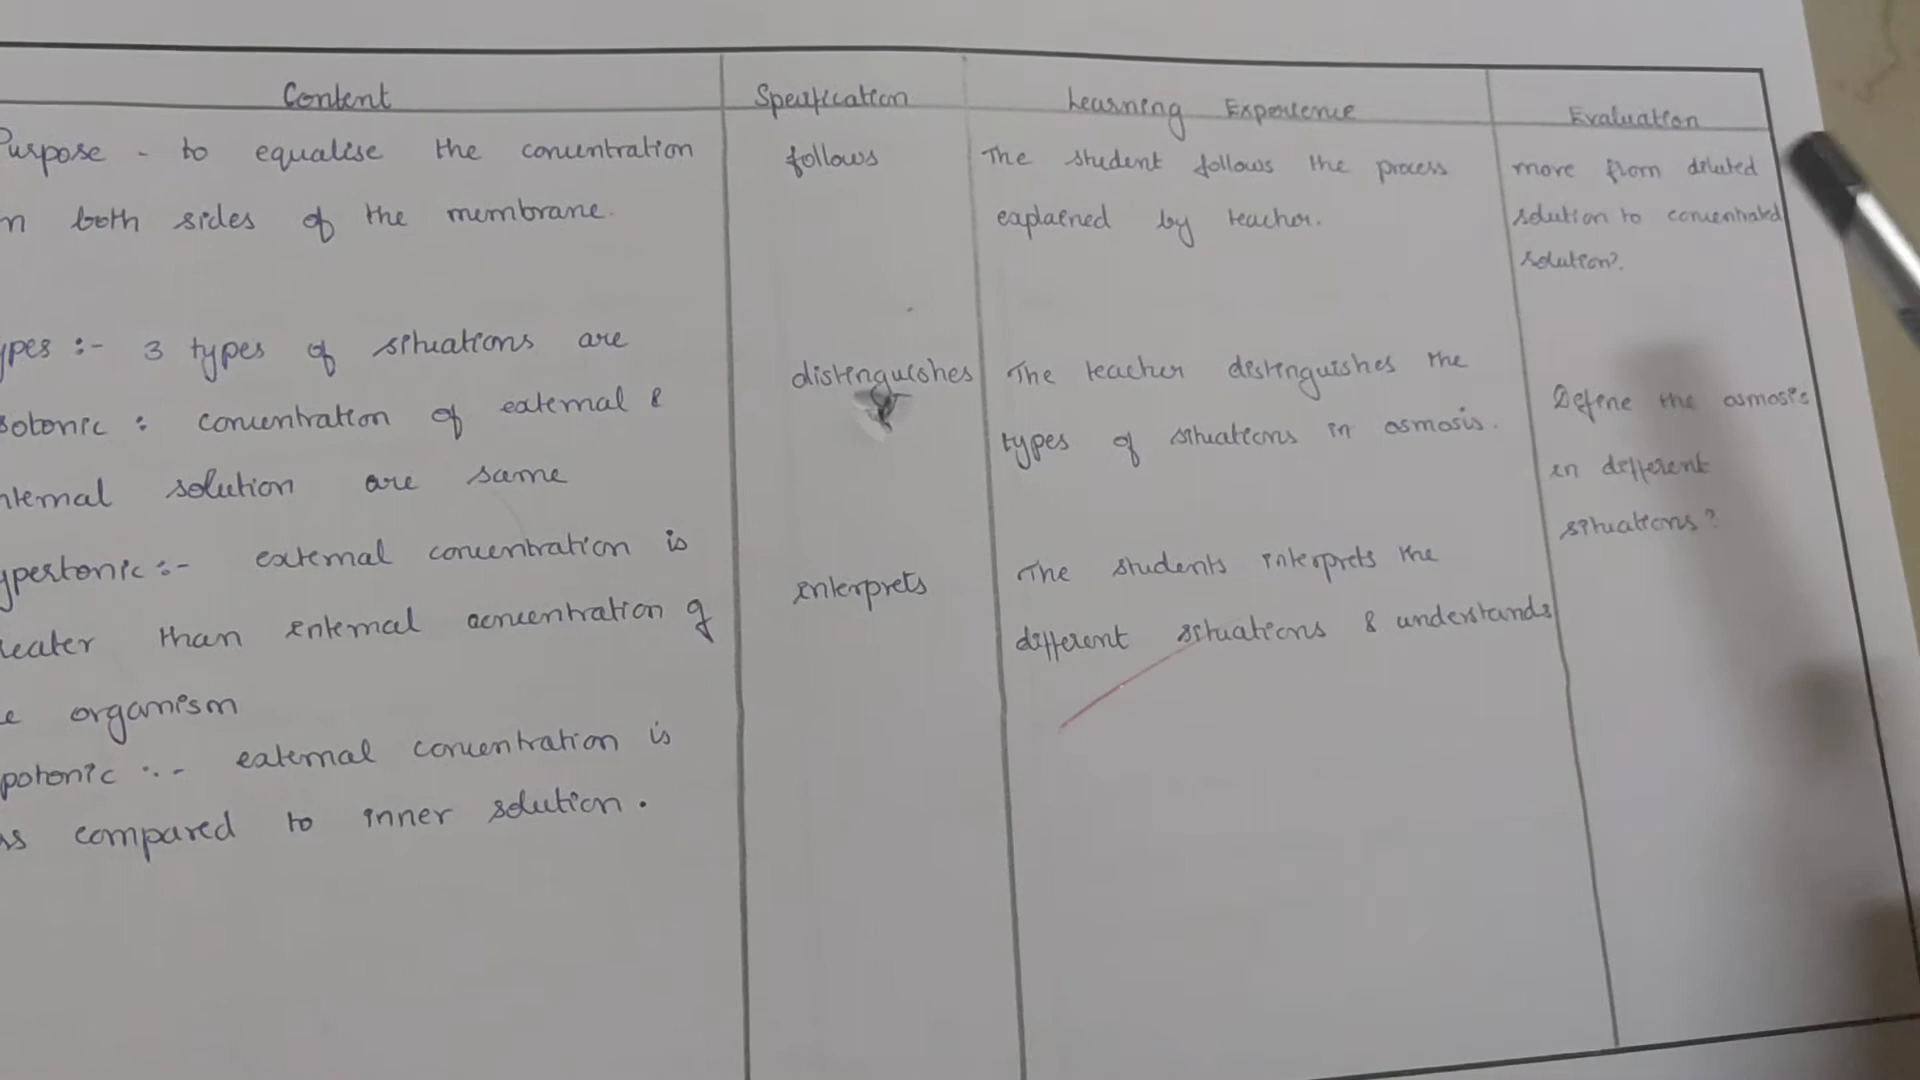 Content
Purpose - to equalise the concentration
n both sides of the membrane.
ypes :- 3 types of situations are
sotonic : concentration of external &
nternal solution are same
ypertonic :- external concentration is
reater than internal concentration of
e organism
potonic :- external concentration is
ss compared to inner solution.
Specification
follows
distinguishes
interprets
Learning Experience
The student follows the process
explained by teacher.
The teacher distinguishes the
types of situations in osmosis.
The students interprets the
different situations & understands
Evaluation
move from diluted
solution to concentrated
solution?.
Define the osmosis
in different
situations?